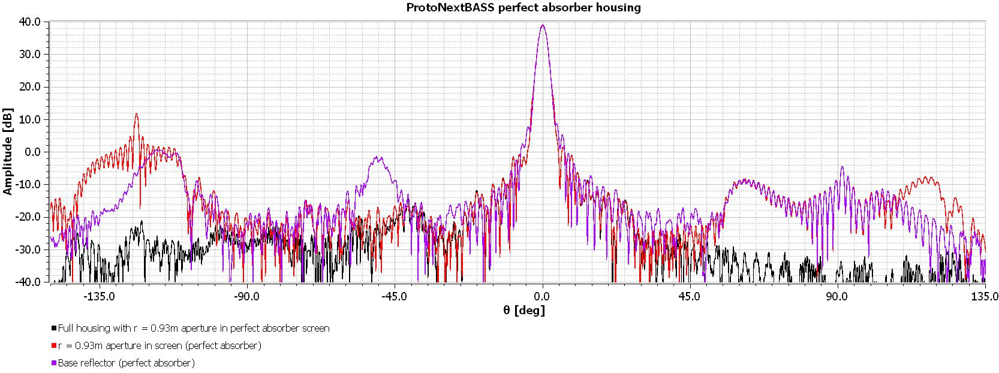 ProtoNextBASS perfect absorber housing
40.0
30.0
20.0
10.0
0.0
-10.0
-20.0
-30.0
-40.0
Amplitude [dB]
-135.0 -90.0 -45.0 0.0 45.0 90.0 135.0
θ [deg]
Full housing with r = 0.93m aperture in perfect absorber screen
r = 0.93m aperture in screen (perfect absorber)
Base reflector (perfect absorber)